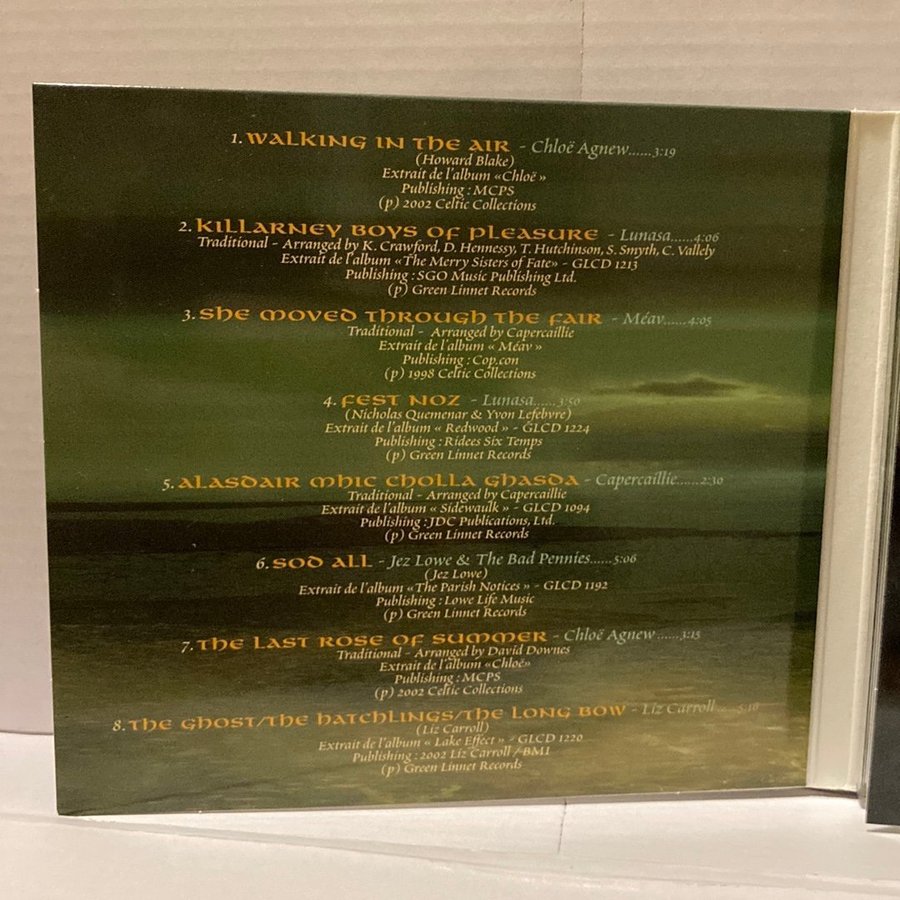 1. WALKING IN THE AIR - Chloë Agnew......3:19
(Howard Blake)
Extrait de l'album «Chloë »
Publishing : MCPS
(p) 2002 Celtic Collections
2. KILLARNEY BOYS OF PLEASURE - Lunasa......4:06
Traditional - Arranged by K. Crawford, D. Hennessy, T. Hutchinson, S. Smyth, C. Vallely
Extrait de l'album «The Merry Sisters of Fate» - GLCD 1213
Publishing : SGO Music Publishing Ltd.
(p) Green Linnet Records
3. SHE MOVED THROUGH THE FAIR - Méav......4:05
Traditional - Arranged by Capercaillie
Extrait de l'album « Méav »
Publishing : Cop.con
(p) 1998 Celtic Collections
4. FEST NOZ - Lunasa......3:50
(Nicholas Quemenar & Yvon Lefebvre)
Extrait de l'album « Redwood » - GLCD 1224
Publishing : Ridees Six Temps
(p) Green Linnet Records
5. ALASDAIR MHIC CHOLLA GHASDA - Capercaillie......2:30
Traditional - Arranged by Capercaillie
Extrait de l'album « Sidewaulk » - GLCD 1094
Publishing : JDC Publications, Ltd.
(p) Green Linnet Records
6. SOD ALL - Jez Lowe & The Bad Pennies......5:06
(Jez Lowe)
Extrait de l'album «The Parish Notices » - GLCD 1192
Publishing : Lowe Life Music
(p) Green Linnet Records
7. THE LAST ROSE OF SUMMER - Chloë Agnew ......3:15
Traditional - Arranged by David Downes
Extrait de l'album «Chloë»
Publishing : MCPS
(p) 2002 Celtic Collections
8. THE GHOST/THE HATCHLINGS/THE LONG BOW - Liz Carroll......5:18
(Liz Carroll)
Extrait de l'album « Lake Effect » - GLCD 1220
Publishing : 2002 Liz Carroll / BMI
(p) Green Linnet Records